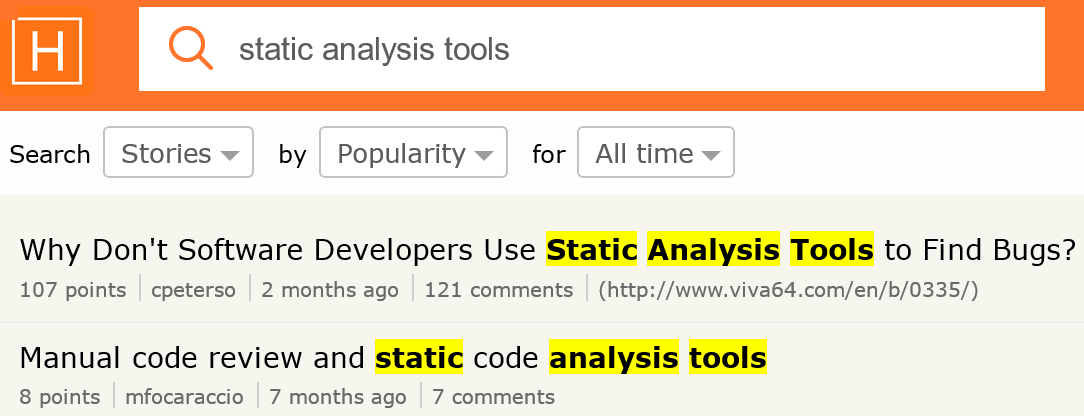 H
static analysis tools
Search Stories by Popularity for All time
Why Don't Software Developers Use Static Analysis Tools to Find Bugs?
107 points cpeterso 2 months ago 121 comments (http://www.viva64.com/en/b/0335/)
Manual code review and static code analysis tools
8 points mfocaraccio 7 months ago 7 comments